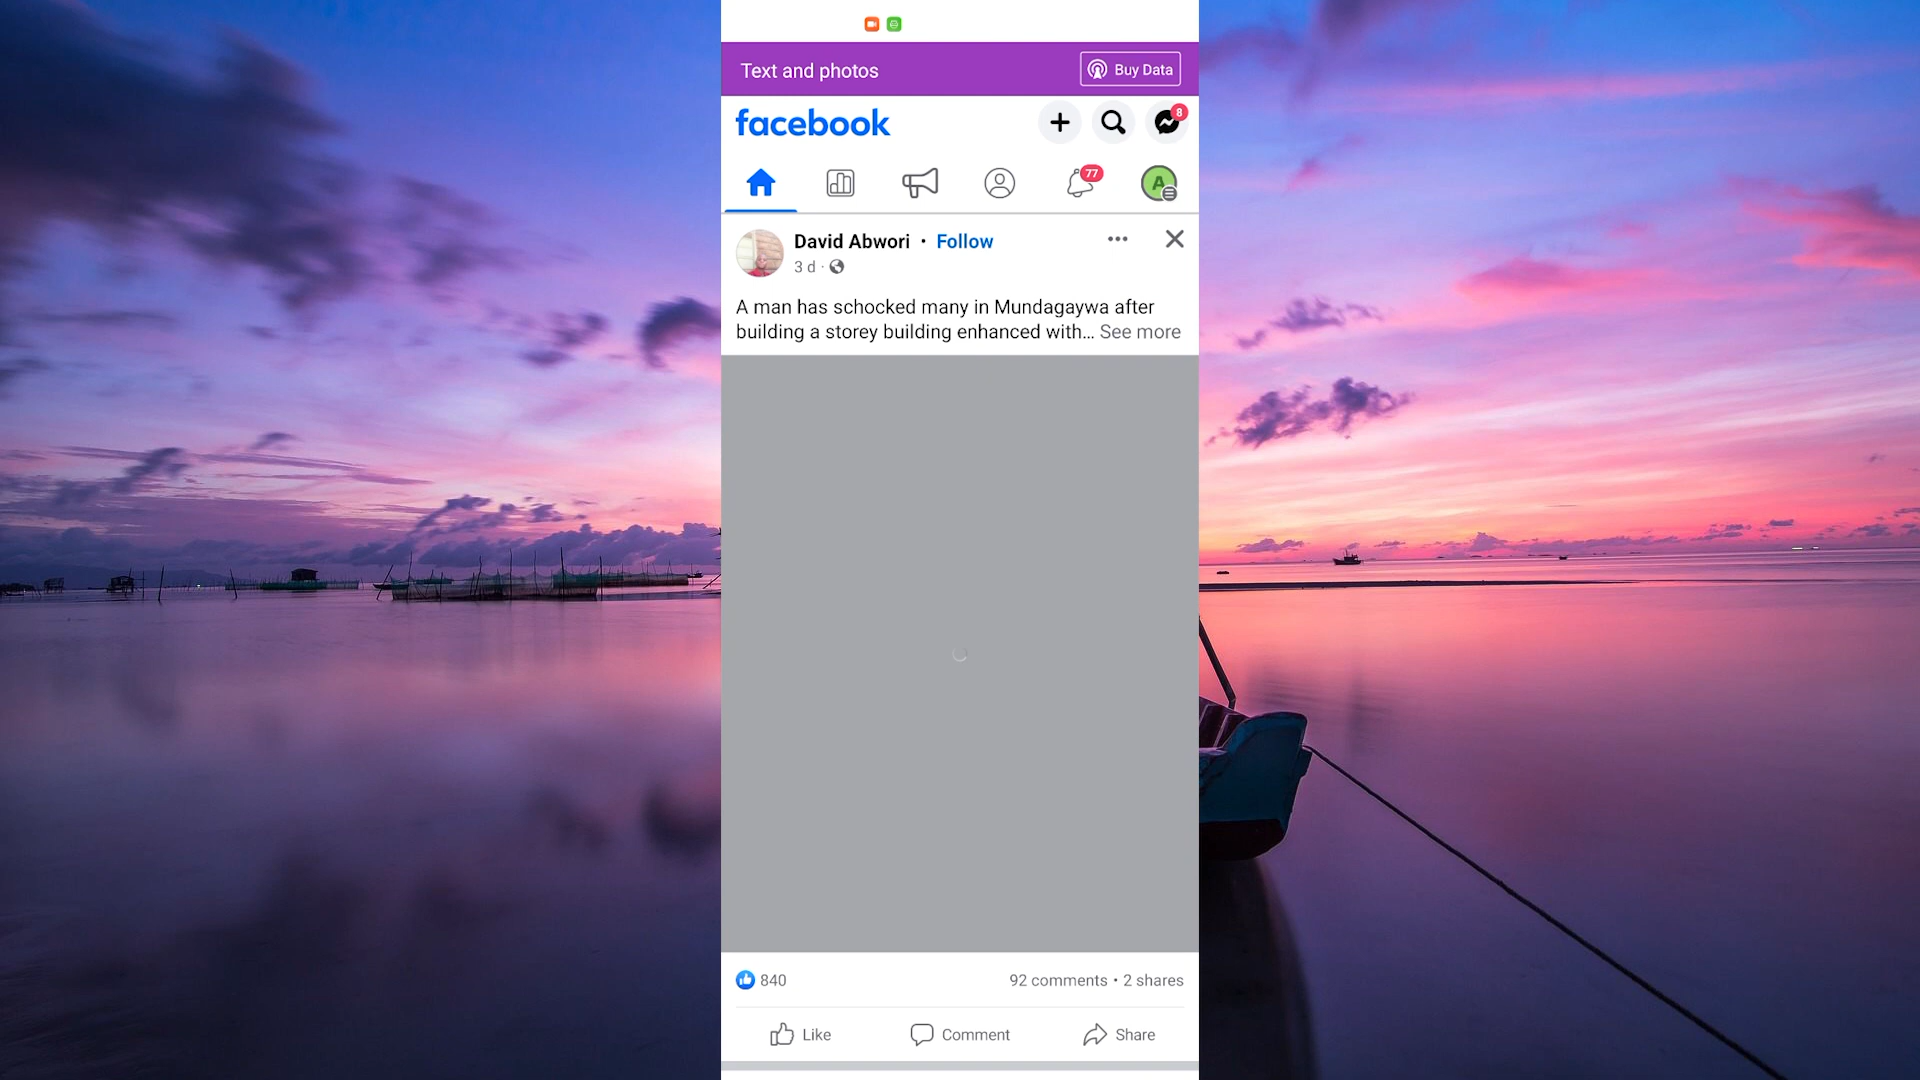 Text and photos
Buy Data
facebook
8
77
A
David Abwori · Follow
3 d ·
A man has schocked many in Mundagaywa after
building a storey building enhanced with... See more
840
92 comments • 2 shares
Like
Comment
Share